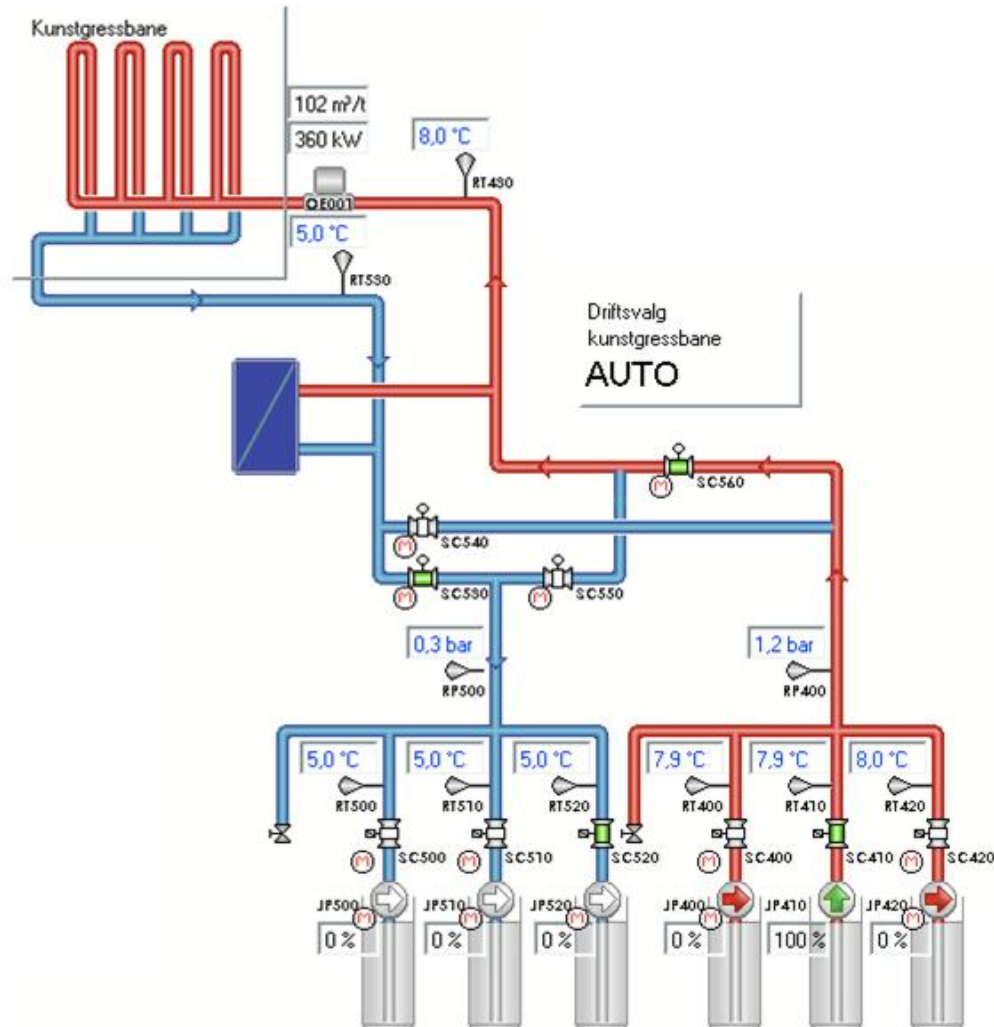 Kunstgressbane
102 m³/t
360 kW
8,0 °C
RT430
OE001
5,0 °C
RT530
Driftsvalg
kunstgressbane
AUTO
M
SC560
M
SC540
M
SC530
M
SC550
0,3 bar
RP500
1,2 bar
RP400
5,0 °C
5,0 °C
5,0 °C
7,9 °C
7,9 °C
8,0 °C
RT500
RT510
RT520
RT400
RT410
RT420
M
SC500
M
SC510
SC520
M
SC400
SC410
M
SC420
JP500
M
JP510
M
JP520
M
JP400
M
JP410
JP420
M
0 %
0 %
0 %
0 %
100 %
0 %